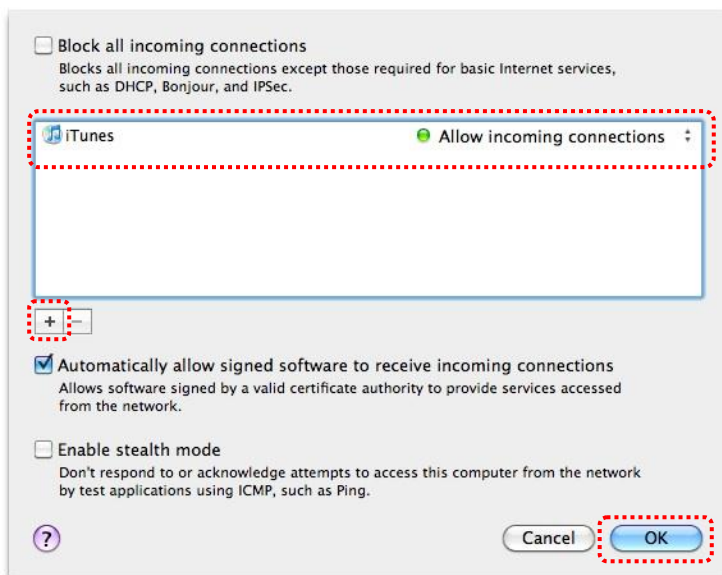 Block all incoming connections
Blocks all incoming connections except those required for basic Internet services,
such as DHCP, Bonjour, and IPSec.
iTunes Allow incoming connections
+ −
Automatically allow signed software to receive incoming connections
Allows software signed by a valid certificate authority to provide services accessed
from the network.
Enable stealth mode
Don't respond to or acknowledge attempts to access this computer from the network
by test applications using ICMP, such as Ping.
? Cancel OK